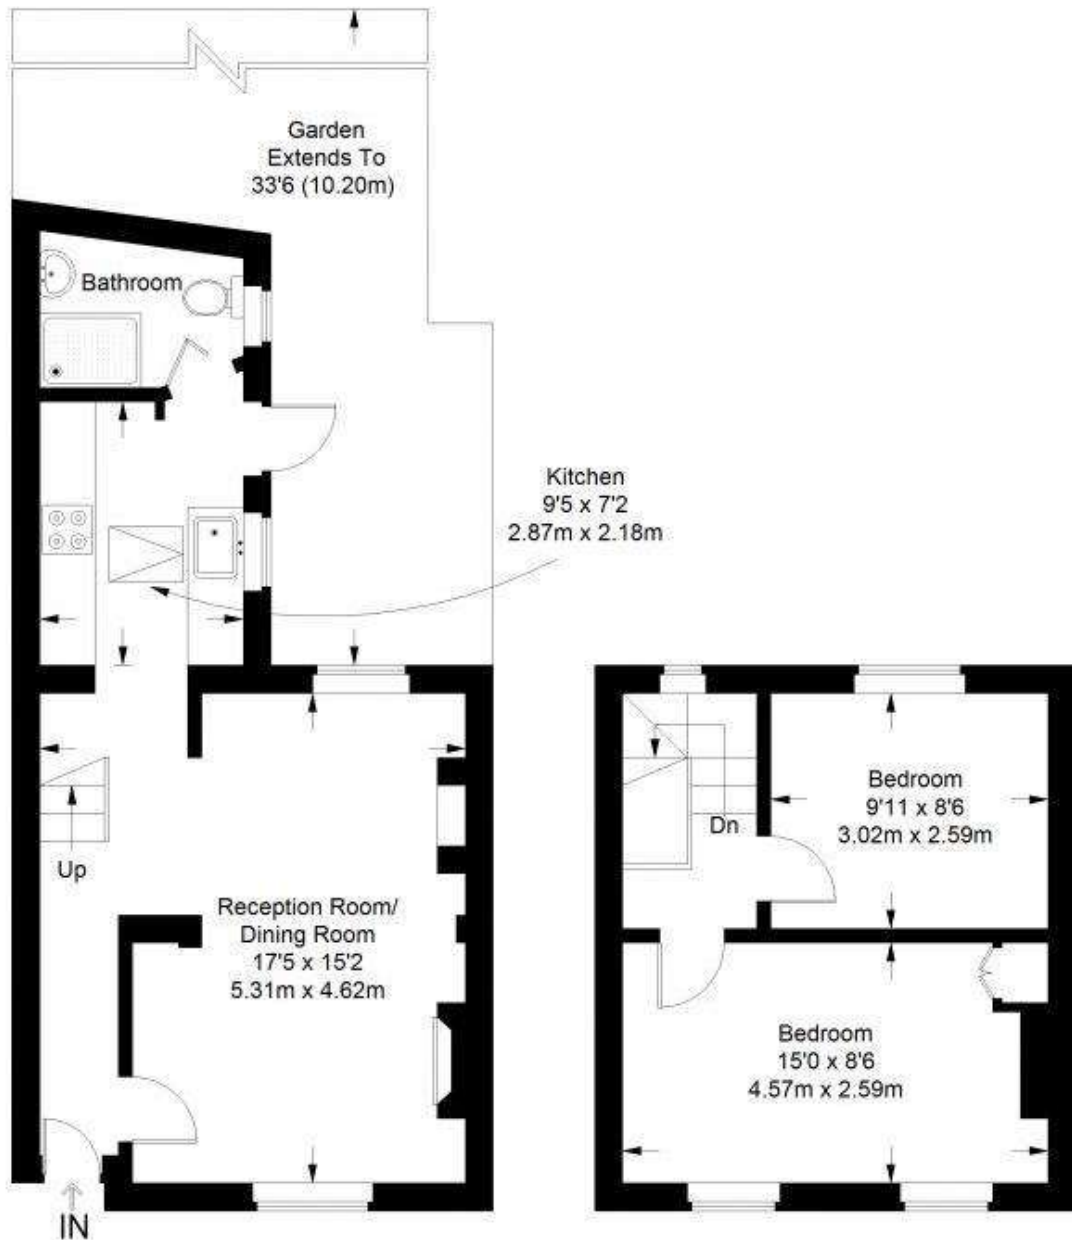 Garden
Extends To
33'6 (10.20m)
Bathroom
Kitchen
9'5 x 7'2
2.87m x 2.18m
Up
Reception Room/
Dining Room
17'5 x 15'2
5.31m x 4.62m
IN
Bedroom
9'11 x 8'6
3.02m x 2.59m
Dn
Bedroom
15'0 x 8'6
4.57m x 2.59m